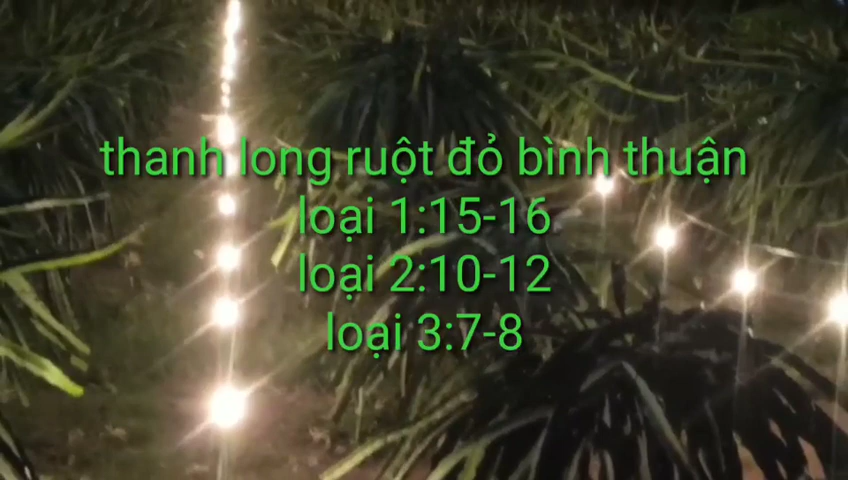 thanh long ruột đỏ bình thuận
loại 1:15-16
loại 2:10-12
loại 3:7-8